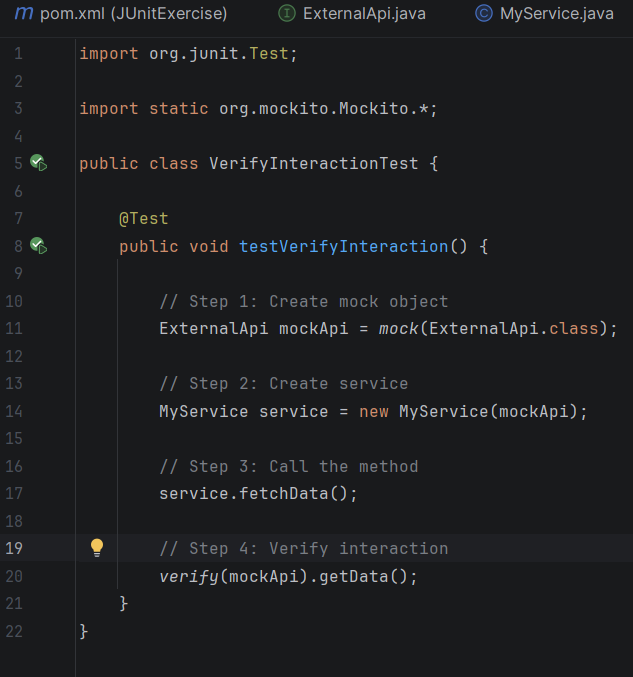 pom.xml (JUnitExercise) ExternalApi.java MyService.java
1 import org.junit.Test;
2
3 import static org.mockito.Mockito.*;
4
5 public class VerifyInteractionTest {
6
7 @Test
8 public void testVerifyInteraction() {
9
10 // Step 1: Create mock object
11 ExternalApi mockApi = mock(ExternalApi.class);
12
13 // Step 2: Create service
14 MyService service = new MyService(mockApi);
15
16 // Step 3: Call the method
17 service.fetchData();
18
19 // Step 4: Verify interaction
20 verify(mockApi).getData();
21 }
22 }